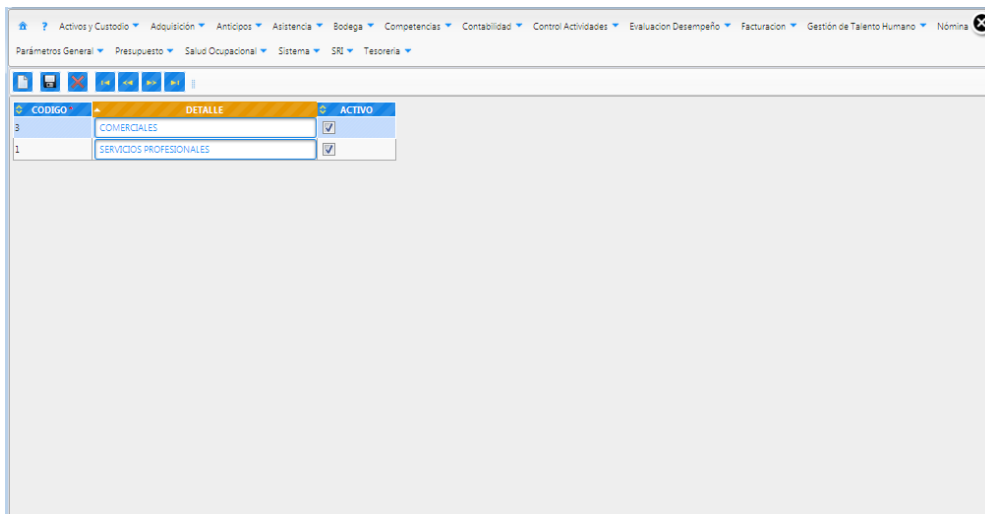 ? Activos y Custodio Adquisición Anticipos Asistencia Bodega Competencias Contabilidad Control Actividades Evaluacion Desempeño Facturacion Gestión de Talento Humano Nómina
Parámetros General Presupuesto Salud Ocupacional Sistema SRI Tesoreria
CODIGO * DETALLE ACTIVO
3 COMERCIALES
1 SERVICIOS PROFESIONALES